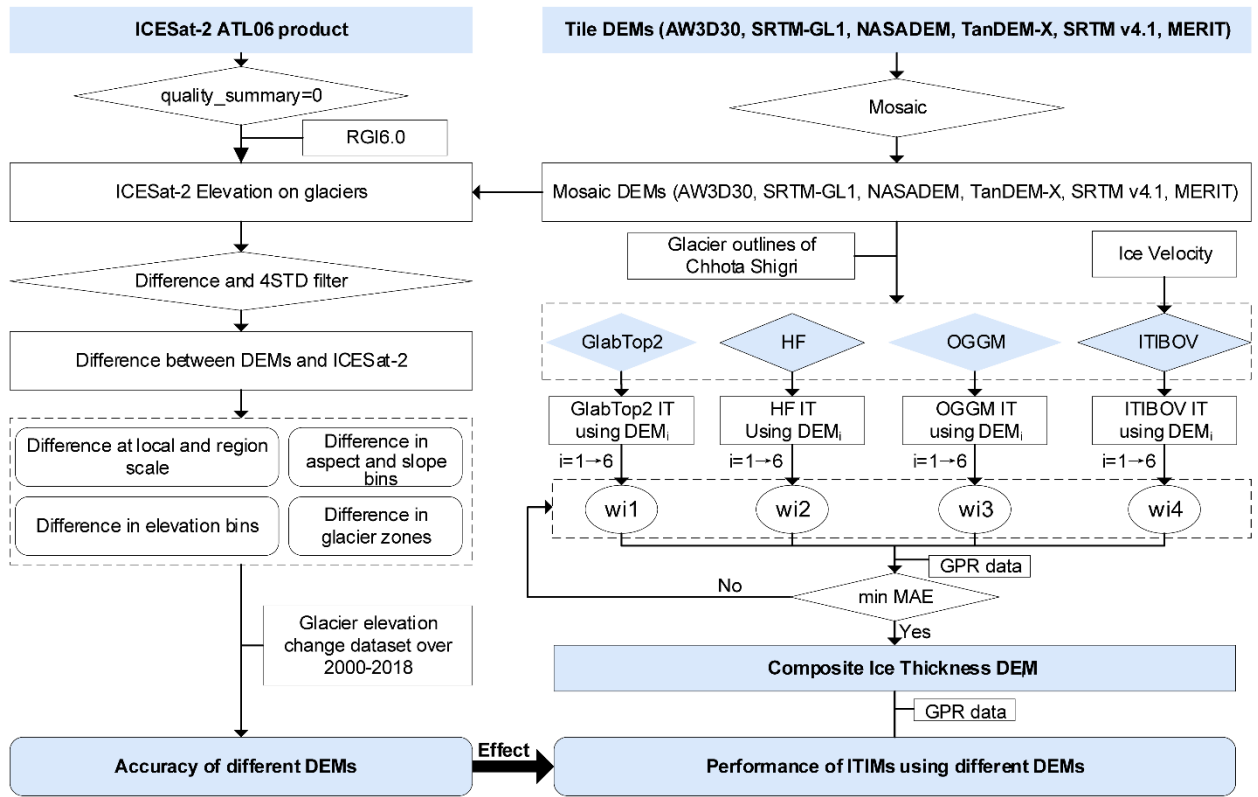 ICESat-2 ATL06 product
Tile DEMs (AW3D30, SRTM-GL1, NASADEM, TanDEM-X, SRTM v4.1, MERIT)
quality_summary=0
Mosaic
RGI6.0
ICESat-2 Elevation on glaciers
Mosaic DEMs (AW3D30, SRTM-GL1, NASADEM, TanDEM-X, SRTM v4.1, MERIT)
Glacier outlines of
Chhota Shigri
Ice Velocity
Difference and 4STD filter
GlabTop2
HF
OGGM
ITIBOV
Difference between DEMs and ICESat-2
GlabTop2 IT
using DEMi
HF IT
Using DEMi
OGGM IT
using DEMi
ITIBOV IT
using DEMi
i=1→6
i=1→6
i=1→6
i=1→6
Difference at local and region
scale
Difference in
aspect and slope
bins
Difference in elevation bins
Difference in
glacier zones
wi1
wi2
wi3
wi4
GPR data
No
min MAE
Yes
Glacier elevation
change dataset over
2000-2018
Composite Ice Thickness DEMi
GPR data
Accuracy of different DEMs
Effect
Performance of ITIMs using different DEMs